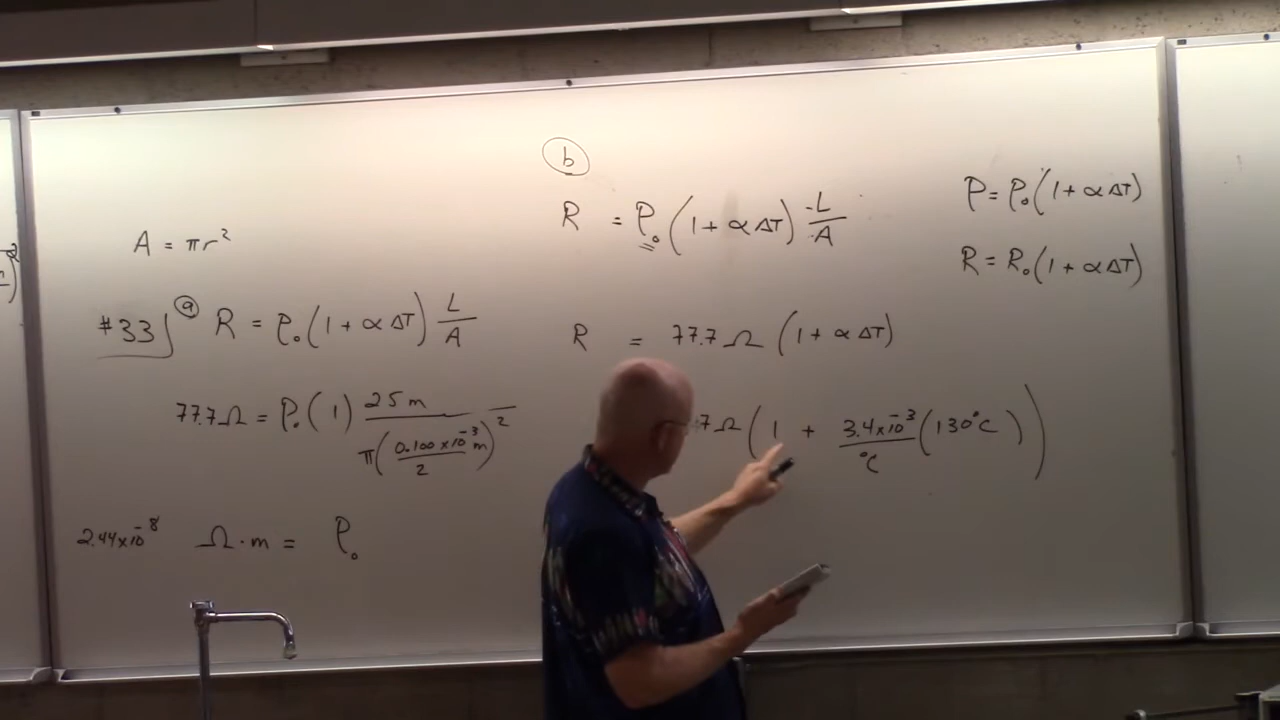 A = πr²
#33 ⓐ R = ρ₀(1 + α ΔT) L/A
77.7 Ω = ρ₀(1) 25 m / π(0.100 x 10⁻³ m / 2)²
2.44 x 10⁻⁸ Ω·m = ρ₀
ⓑ
R = ρ₀(1 + α ΔT) L/A
R = 77.7 Ω (1 + α ΔT)
.7 Ω (1 + 3.4 x 10⁻³/°C (130°C))
ρ = ρ₀(1 + α ΔT)
R = R₀(1 + α ΔT)